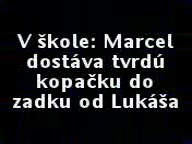 V škole: Marcel
dostáva tvrdú
kopačku do
zadku od Lukáša